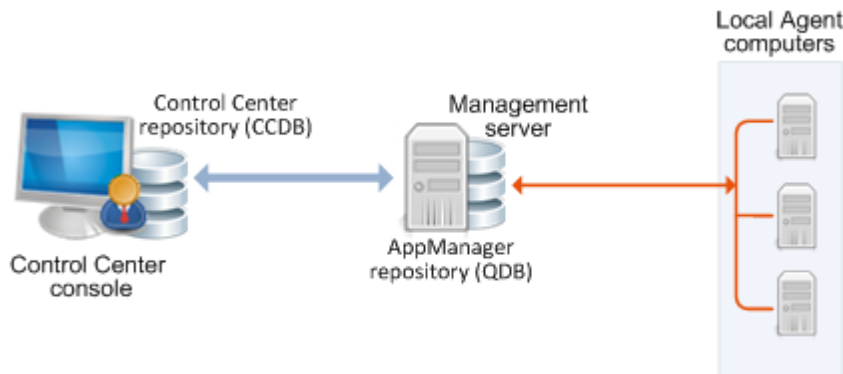 Local Agent
computers
Control Center
repository (CCDB)
Management
server
AppManager
repository (QDB)
Control Center
console